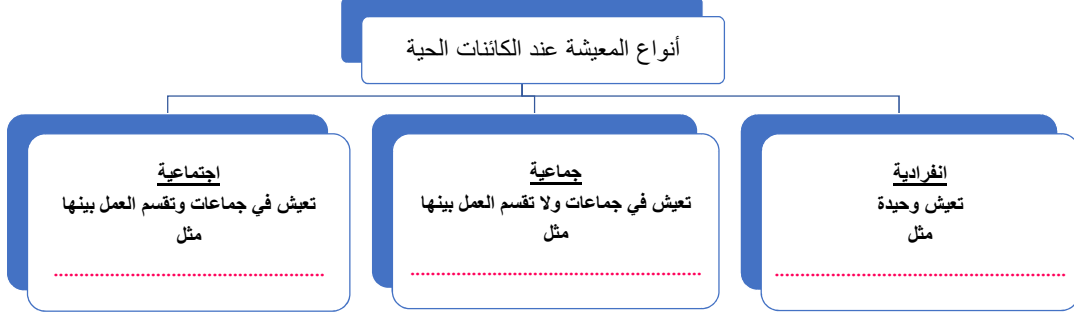 أنواع المعيشة عند الكائنات الحية
انفرادية
تعيش وحيدة
مثل
............................................................
جماعية
تعيش في جماعات ولا تقسم العمل بينها
مثل
............................................................
اجتماعية
تعيش في جماعات وتقسم العمل بينها
مثل
........................................................